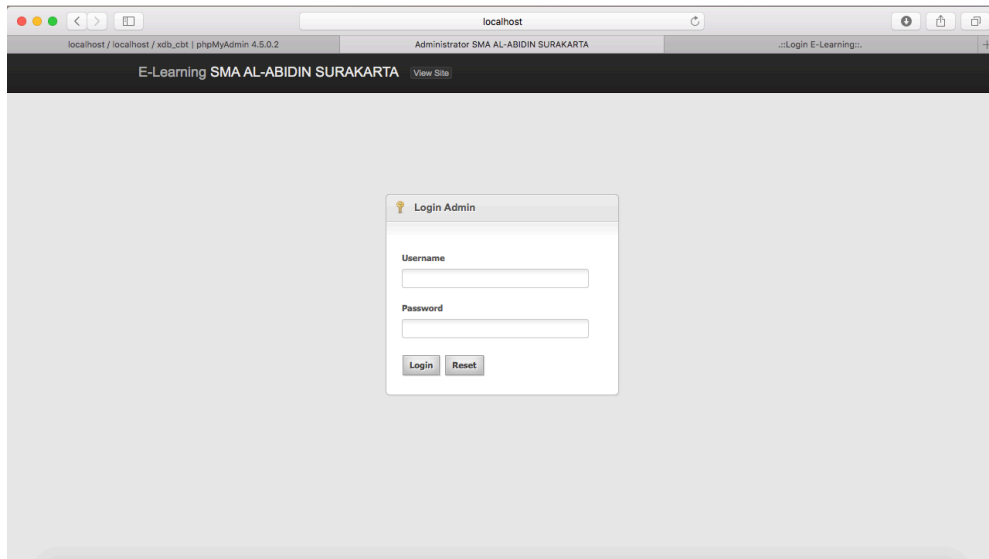 localhost
localhost / localhost / xdb_cbt | phpMyAdmin 4.5.0.2
Administrator SMA AL-ABIDIN SURAKARTA
.::Login E-Learning::.
E-Learning SMA AL-ABIDIN SURAKARTA View Site
Login Admin
Username
Password
Login Reset